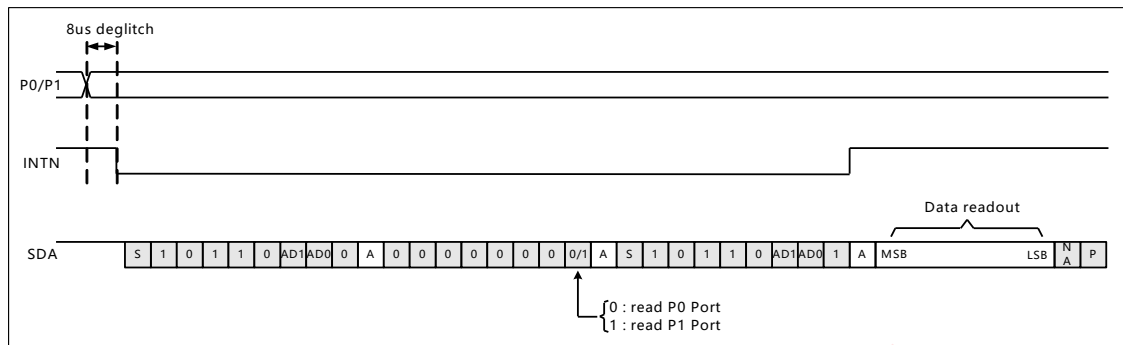 8us deglitch
P0/P1
INTN
Data readout
SDA S 1 0 1 1 0 AD1 AD0 0 A 0 0 0 0 0 0 0 0/1 A S 1 0 1 1 0 AD1 AD0 1 A MSB LSB NA P
0 : read P0 Port
1 : read P1 Port